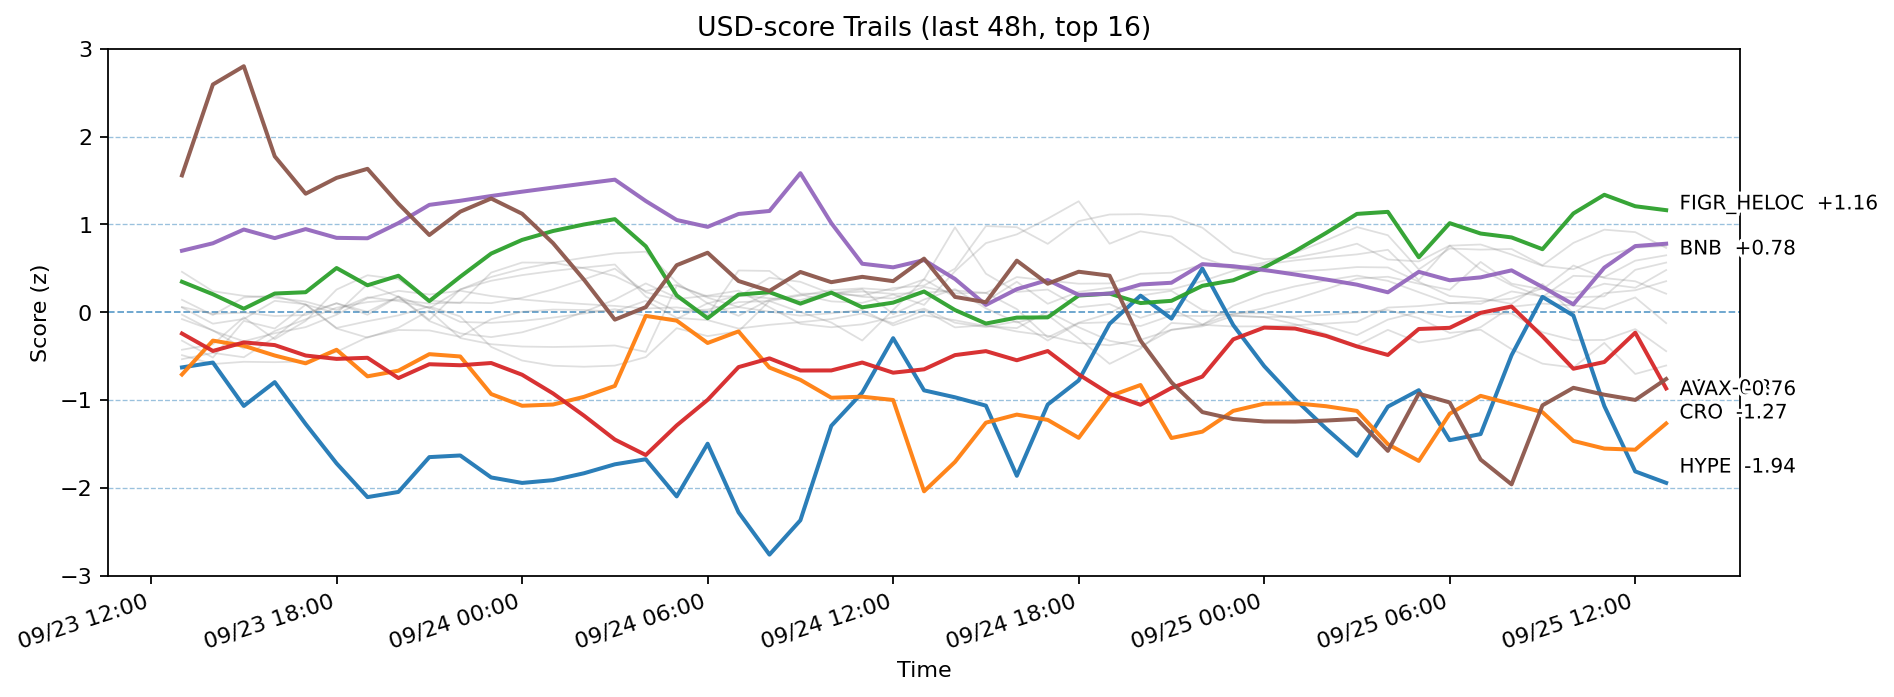 USD-score Trails (last 48h, top 16)
Score (z)
3
2
1
0
−1
−2
−3
FIGR_HELOC +1.16
BNB +0.78
AVAX -0.76
CRO -1.27
HYPE -1.94
09/23 12:00
09/23 18:00
09/24 00:00
09/24 06:00
09/24 12:00
09/24 18:00
09/25 00:00
09/25 06:00
09/25 12:00
Time